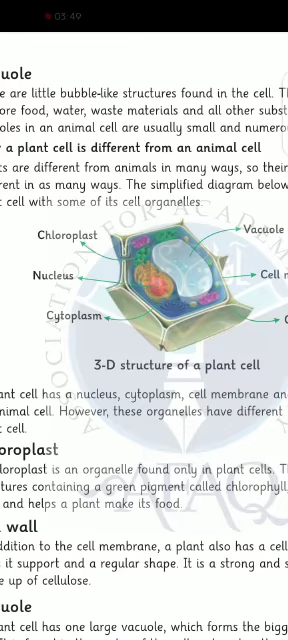 03:49
uole
e are little bubble-like structures found in the cell. T
ore food, water, waste materials and all other subst
oles in an animal cell are usually small and numero
a plant cell is different from an animal cell
ts are different from animals in many ways, so their
rent in as many ways. The simplified diagram below
t cell with some of its cell organelles.
Chloroplast
Vacuole
Nucleus
Cell m
Cytoplasm
C
3-D structure of a plant cell
ant cell has a nucleus, cytoplasm, cell membrane an
nimal cell. However, these organelles have different
t cell.
oroplast
loroplast is an organelle found only in plant cells. T
tures containing a green pigment called chlorophyll,
and helps a plant make its food.
wall
ddition to the cell membrane, a plant also has a cell
it support and a regular shape. It is a strong and s
e up of cellulose.
uole
ant cell has one large vacuole, which forms the bigg